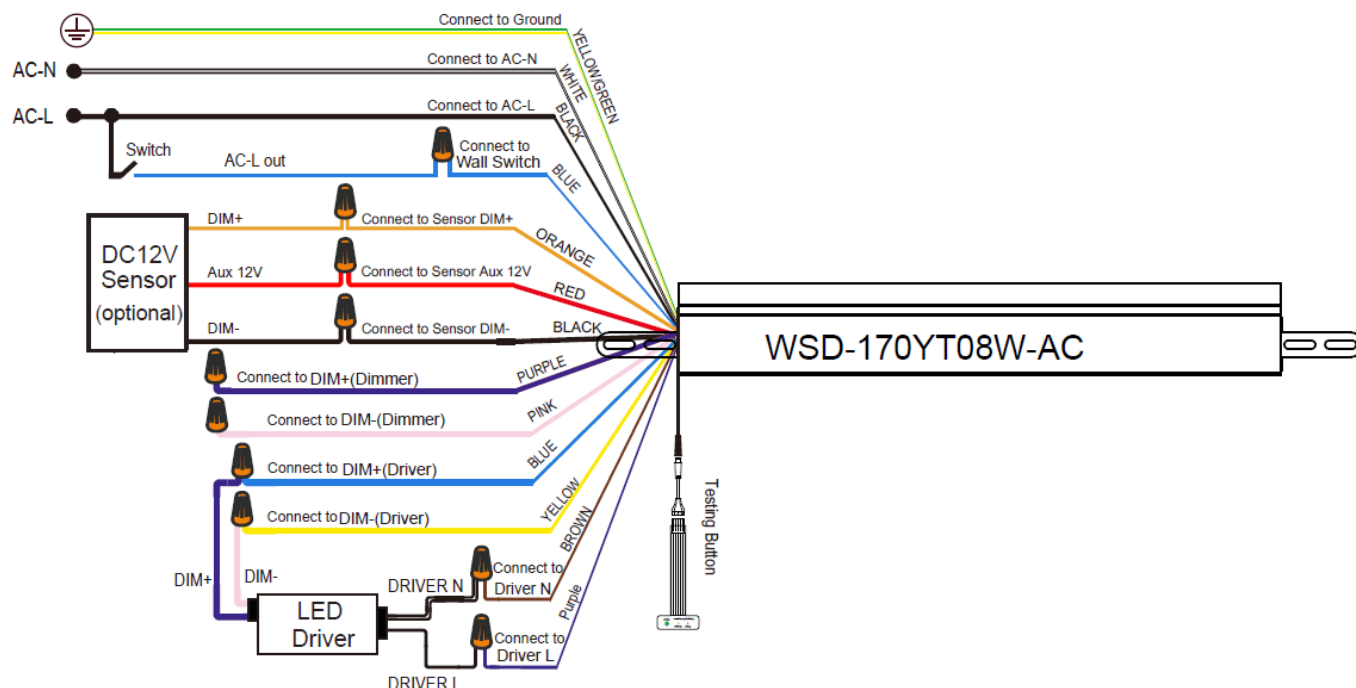 Connect to Ground
YELLOW/GREEN
AC-N
Connect to AC-N
WHITE
AC-L
Connect to AC-L
BLACK
Switch
AC-L out
Connect to
Wall Switch
BLUE
DC12V
Sensor
(optional)
DIM+
Connect to Sensor DIM+
ORANGE
Aux 12V
Connect to Sensor Aux 12V
RED
DIM-
Connect to Sensor DIM-
BLACK
WSD-170YT08W-AC
Connect to DIM+(Dimmer)
PURPLE
Connect to DIM-(Dimmer)
PINK
Connect to DIM+(Driver)
BLUE
Connect to DIM-(Driver)
YELLOW
BROWN
Testing Button
DIM+
DIM-
DRIVER N
Connect to
Driver N
Purple
LED
Driver
Connect to
Driver L
DRIVER L